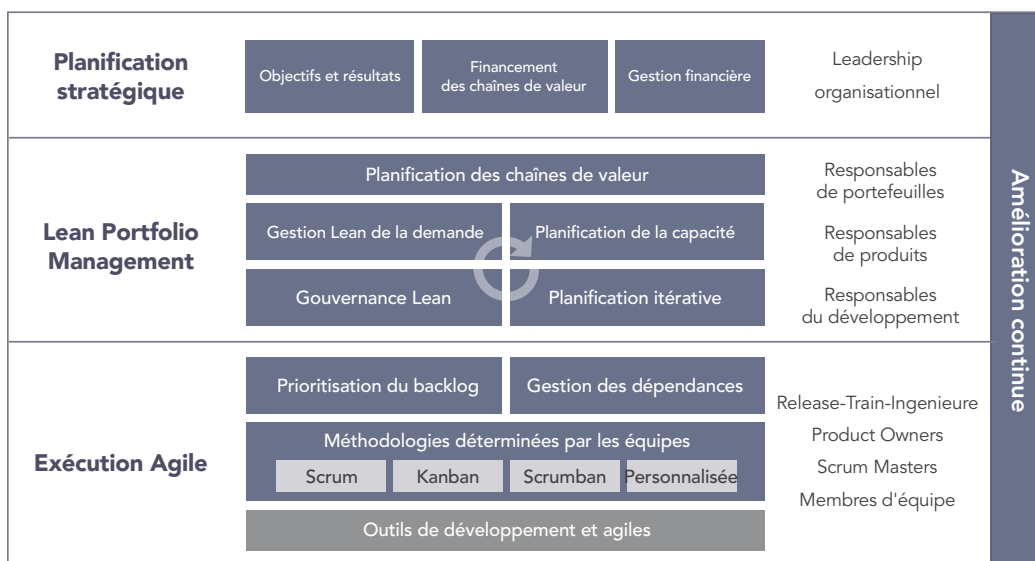 Planification
stratégique
Objectifs et résultats
Financement
des chaînes de valeur
Gestion financière
Leadership
organisationnel
Lean Portfolio
Management
Planification des chaînes de valeur
Gestion Lean de la demande
Planification de la capacité
Gouvernance Lean
Planification itérative
Responsables
de portefeuilles
Responsables
de produits
Responsables
du développement
Exécution Agile
Prioritisation du backlog
Gestion des dépendances
Méthodologies déterminées par les équipes
Scrum
Kanban
Scrumban
Personnalisée
Outils de développement et agiles
Release-Train-Ingenieure
Product Owners
Scrum Masters
Membres d'équipe
Amélioration continue